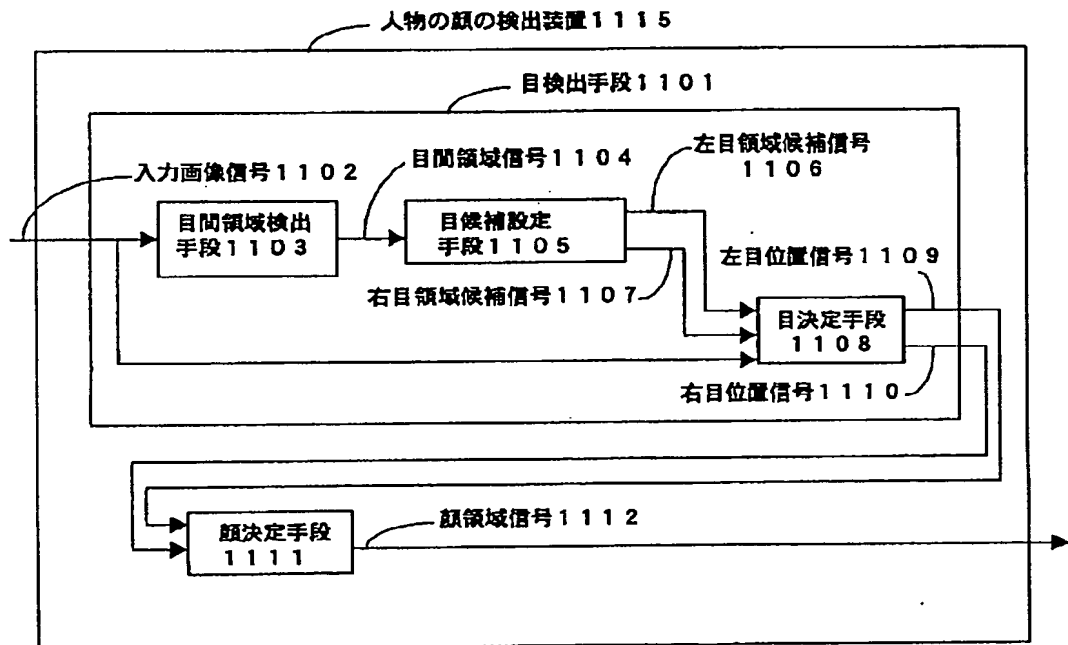 人物の顔の検出装置１１１５
目検出手段１１０１
入力画像信号１１０２
目間領域信号１１０４
左目領域候補信号
１１０６
目間領域検出
手段１１０３
目候補設定
手段１１０５
右目領域候補信号１１０７
左目位置信号１１０９
目決定手段
１１０８
右目位置信号１１１０
顔決定手段
１１１１
顔領域信号１１１２